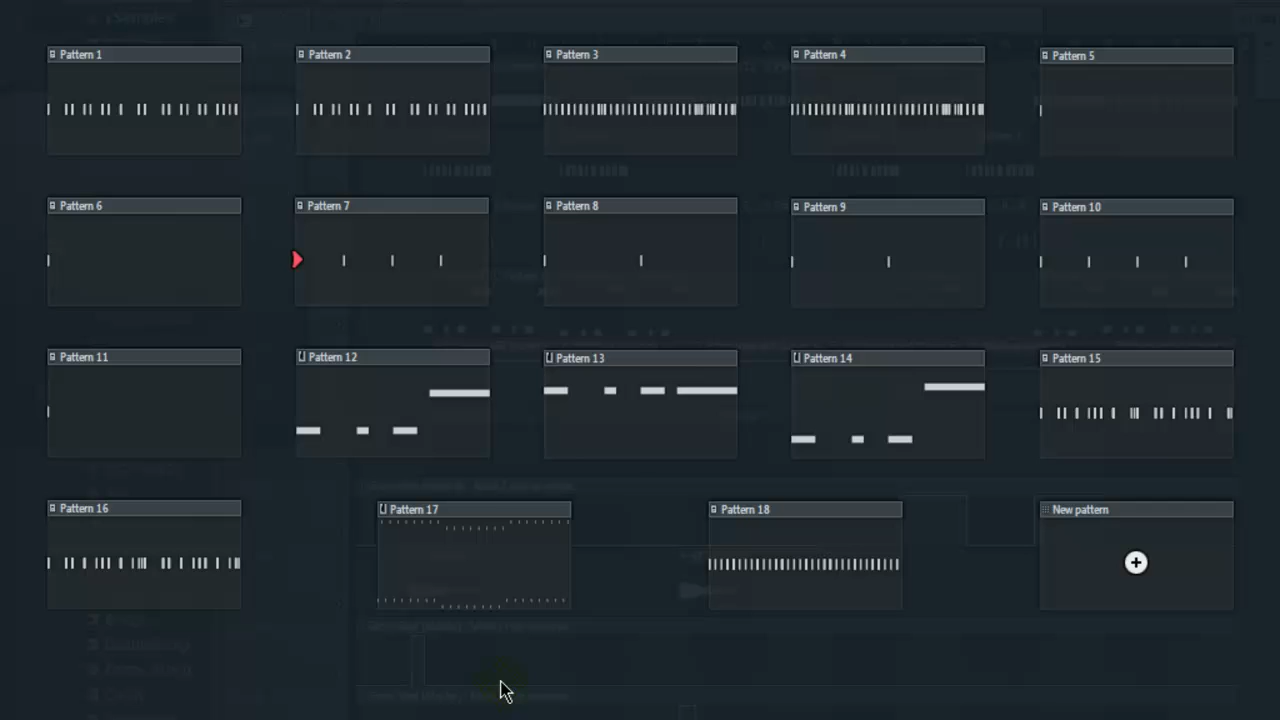 Pattern 1
Pattern 2
Pattern 3
Pattern 4
Pattern 5
Pattern 6
Pattern 7
Pattern 8
Pattern 9
Pattern 10
Pattern 11
Pattern 12
Pattern 13
Pattern 14
Pattern 15
Pattern 16
Pattern 17
Pattern 18
New pattern